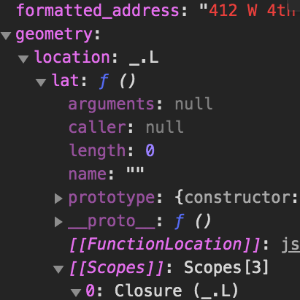 formatted_address: "412 W 4th
geometry:
location: _.L
lat: ƒ ()
arguments: null
caller: null
length: 0
name: ""
prototype: {constructor:
__proto__: ƒ ()
[[FunctionLocation]]: js
[[Scopes]]: Scopes[3]
0: Closure (_.L)